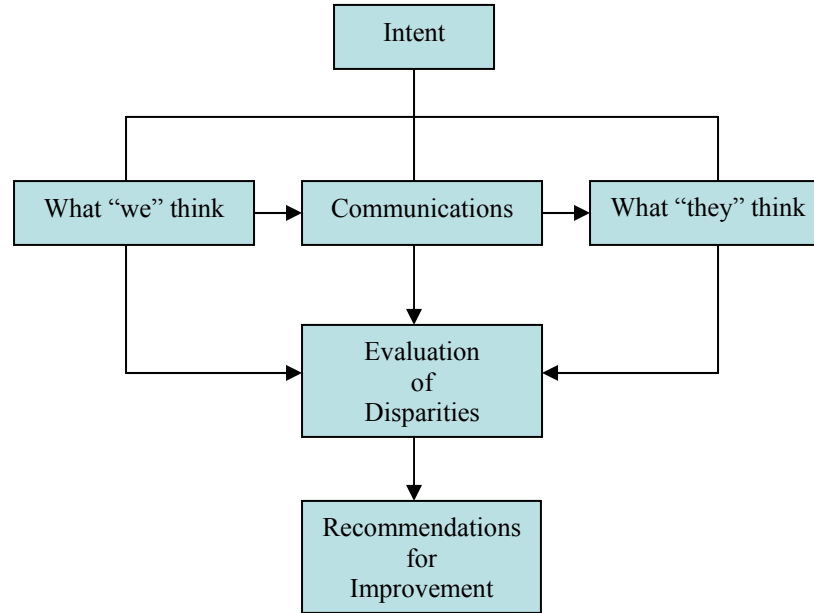 Intent
What “we” think
Communications
What “they” think
Evaluation
of
Disparities
Recommendations
for
Improvement